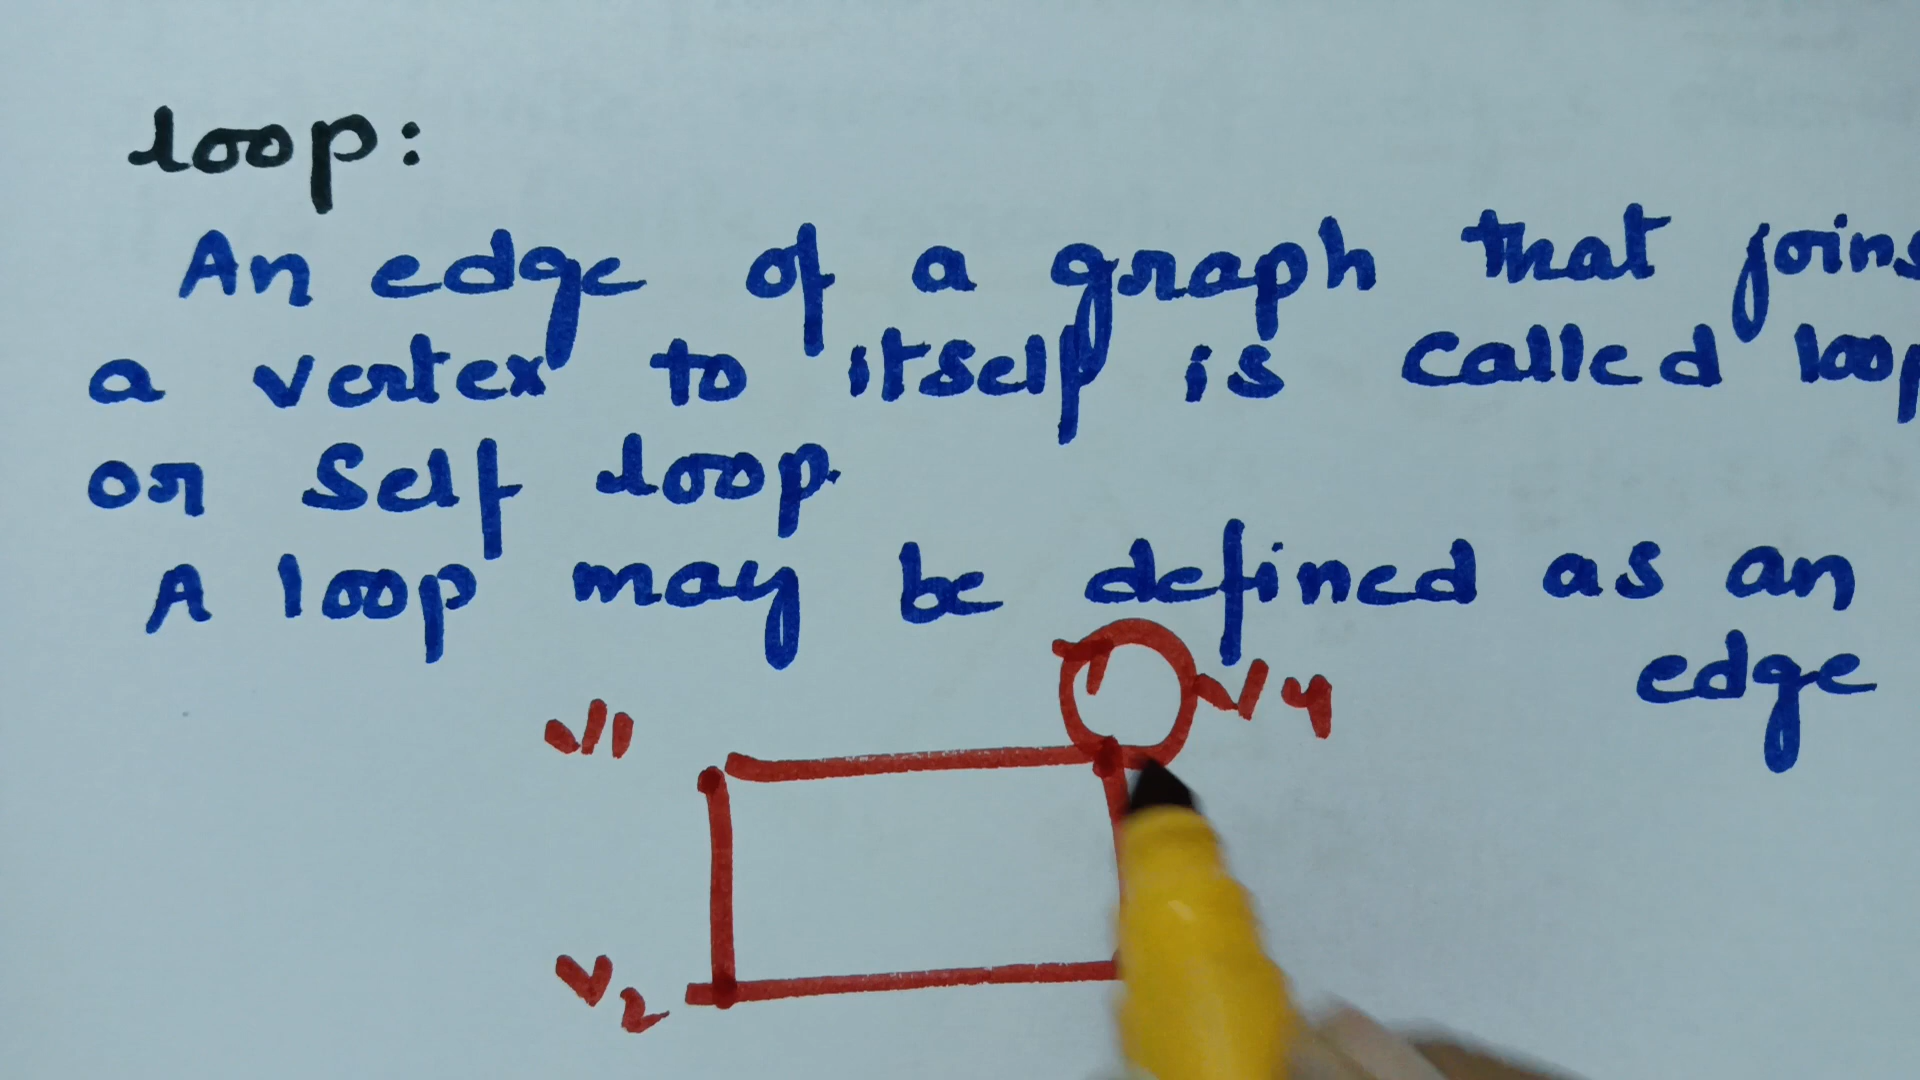 loop:
An edge of a graph that joins
a vertex to itself is called loop
or Self loop.
A loop may be defined as an
edge
V1
V4
V2